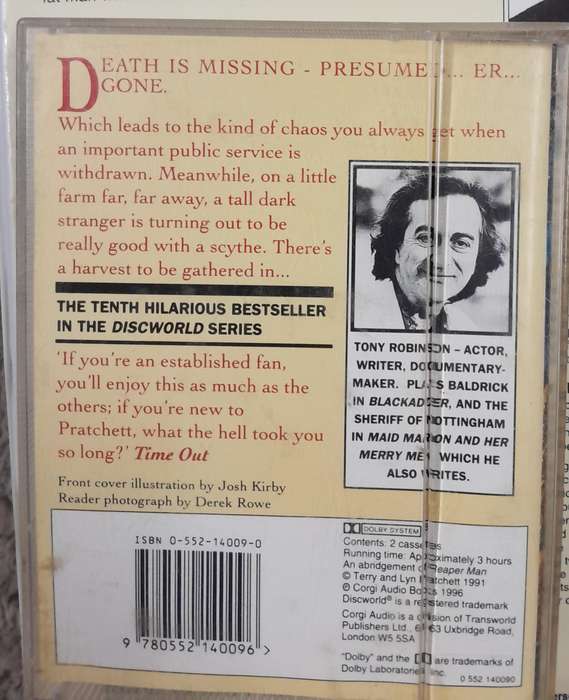 DEATH IS MISSING - PRESUMED... ER...
GONE.
Which leads to the kind of chaos you always get when
an important public service is
withdrawn. Meanwhile, on a little
farm far, far away, a tall dark
stranger is turning out to be
really good with a scythe. There's
a harvest to be gathered in...
THE TENTH HILARIOUS BESTSELLER
IN THE DISCWORLD SERIES
'If you're an established fan,
you'll enjoy this as much as the
others; if you're new to
Pratchett, what the hell took you
so long?' Time Out
Front cover illustration by Josh Kirby
Reader photograph by Derek Rowe
TONY ROBINSON – ACTOR,
WRITER, DOCUMENTARY-
MAKER. PLAYS BALDRICK
IN BLACKADDER, AND THE
SHERIFF OF NOTTINGHAM
IN MAID MARION AND HER
MERRY MEN WHICH HE
ALSO WRITES.
ISBN 0-552-14009-0
9 780552 140096 >
DOLBY SYSTEM
Contents: 2 cassettes
Running time: Approximately 3 hours
An abridgement of Reaper Man
© Terry and Lyn Pratchett 1991
℗ Corgi Audio Books 1996
Discworld® is a registered trademark
Corgi Audio is a division of Transworld
Publishers Ltd, 61-63 Uxbridge Road,
London W5 5SA
"Dolby" and the are trademarks of
Dolby Laboratories Inc.
0 552 140090